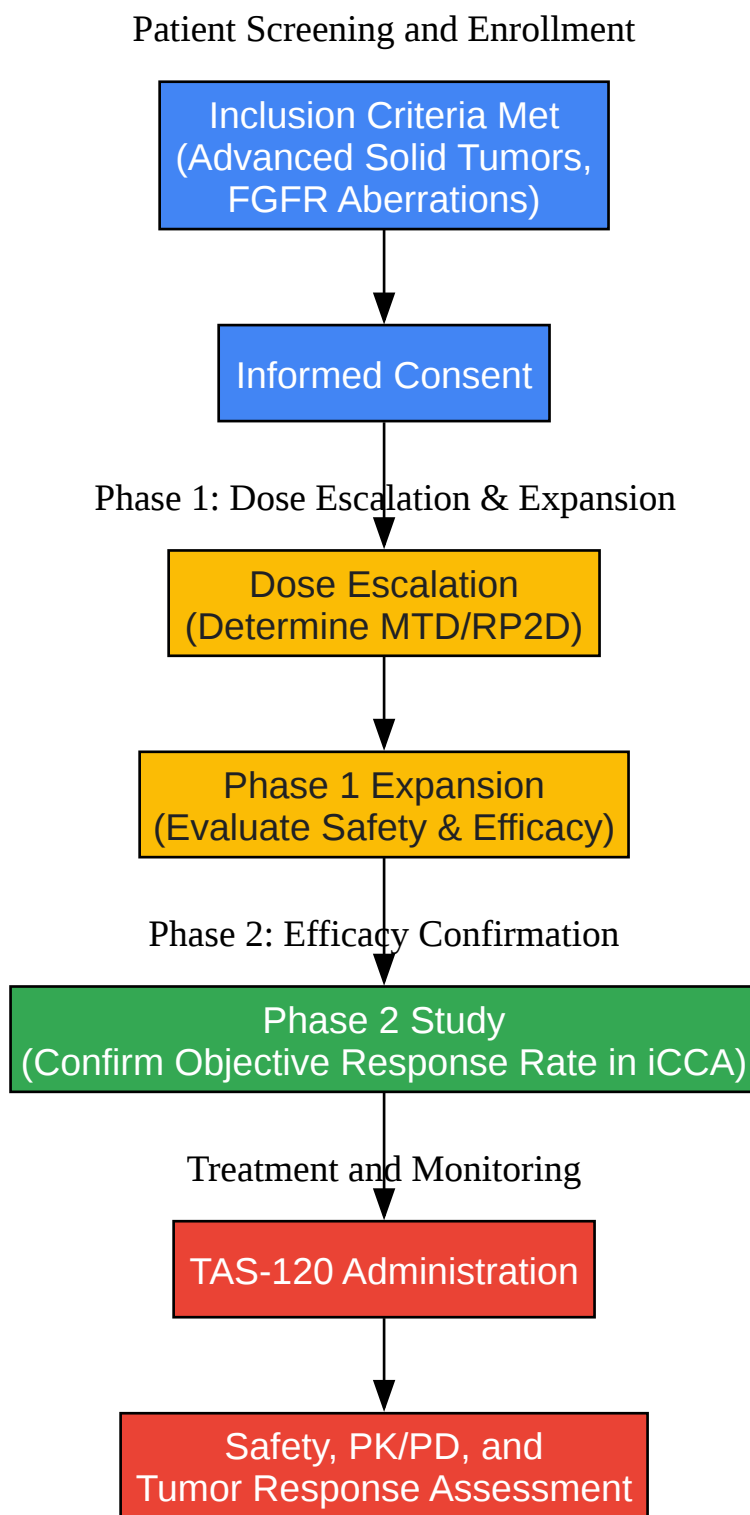 Patient Screening and Enrollment
Inclusion Criteria Met
(Advanced Solid Tumors,
FGFR Aberrations)
Informed Consent
Phase 1: Dose Escalation & Expansion
Dose Escalation
(Determine MTD/RP2D)
Phase 1 Expansion
(Evaluate Safety & Efficacy)
Phase 2: Efficacy Confirmation
Phase 2 Study
(Confirm Objective Response Rate in iCCA)
Treatment and Monitoring
TAS-120 Administration
Safety, PK/PD, and
Tumor Response Assessment